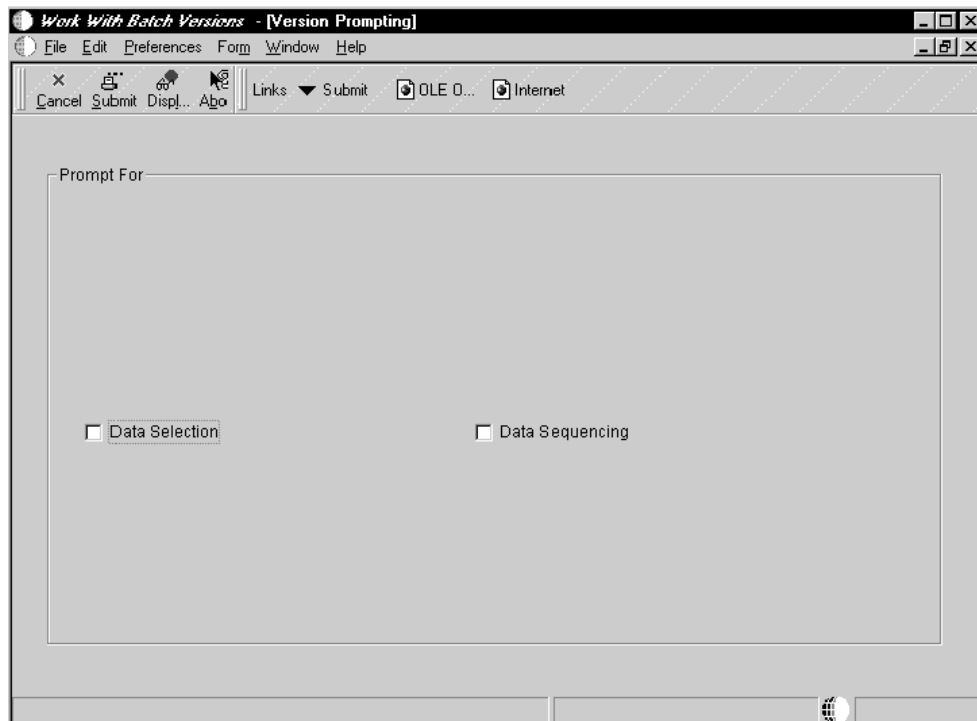 Work With Batch Versions - [Version Prompting]
File Edit Preferences Form Window Help
Cancel Submit Displ... Abo Links Submit OLE O... Internet
Prompt For
Data Selection Data Sequencing